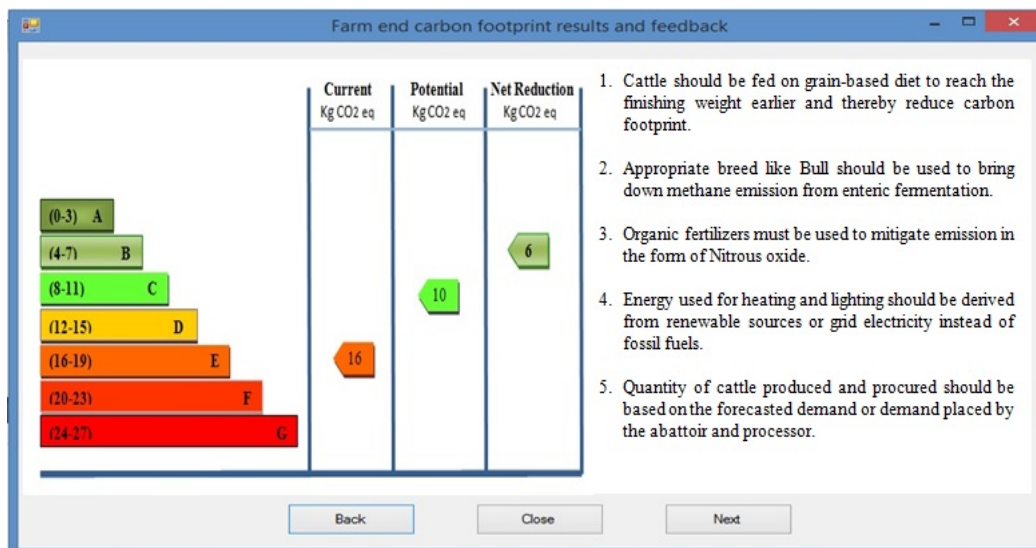 Farm end carbon footprint results and feedback
Current Potential Net Reduction
Kg CO2 eq Kg CO2 eq Kg CO2 eq
(0-3) A
(4-7) B
(8-11) C
(12-15) D
(16-19) E
(20-23) F
(24-27) G
6
10
16
1. Cattle should be fed on grain-based diet to reach the
finishing weight earlier and thereby reduce carbon
footprint.
2. Appropriate breed like Bull should be used to bring
down methane emission from enteric fermentation.
3. Organic fertilizers must be used to mitigate emission in
the form of Nitrous oxide.
4. Energy used for heating and lighting should be derived
from renewable sources or grid electricity instead of
fossil fuels.
5. Quantity of cattle produced and procured should be
based on the forecasted demand or demand placed by
the abattoir and processor.
Back Close Next